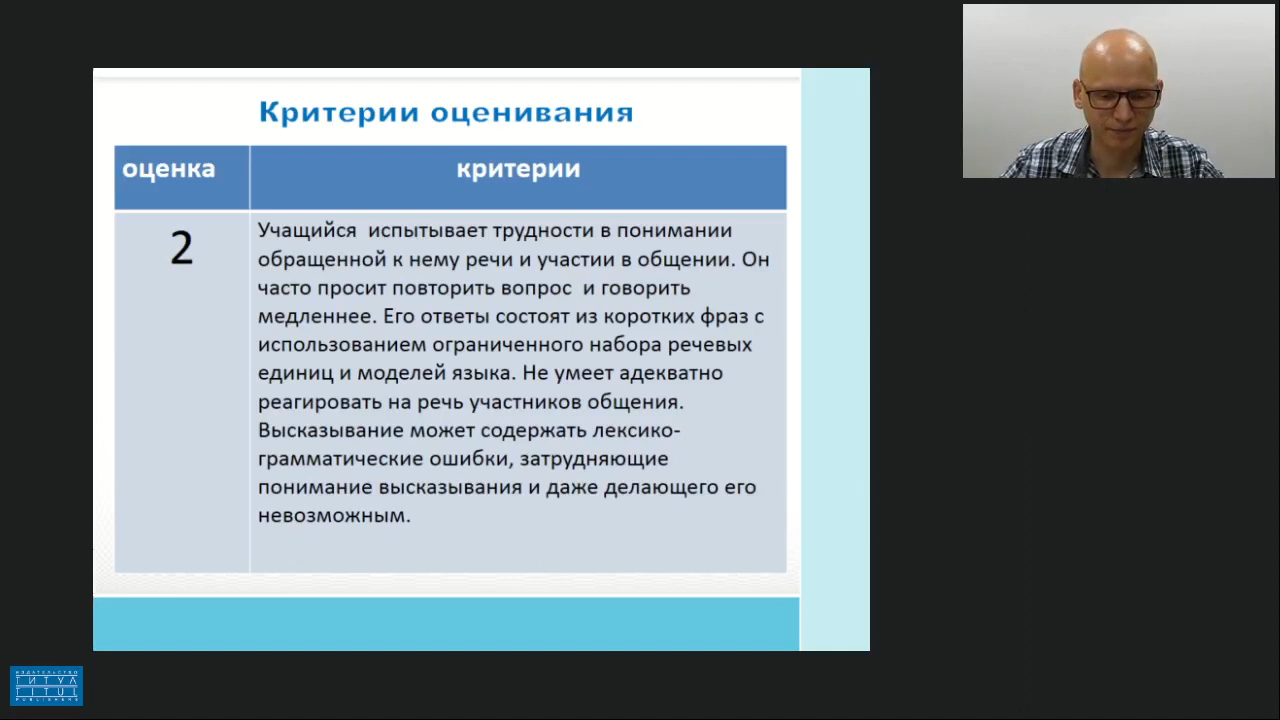 Критерии оценивания
оценка
критерии
2
Учащийся испытывает трудности в понимании
обращенной к нему речи и участии в общении. Он
часто просит повторить вопрос и говорить
медленнее. Его ответы состоят из коротких фраз с
использованием ограниченного набора речевых
единиц и моделей языка. Не умеет адекватно
реагировать на речь участников общения.
Высказывание может содержать лексико-
грамматические ошибки, затрудняющие
понимание высказывания и даже делающего его
невозможным.
ИЗДАТЕЛЬСТВО
ТИТУЛ
TITUL
PUBLISHERS